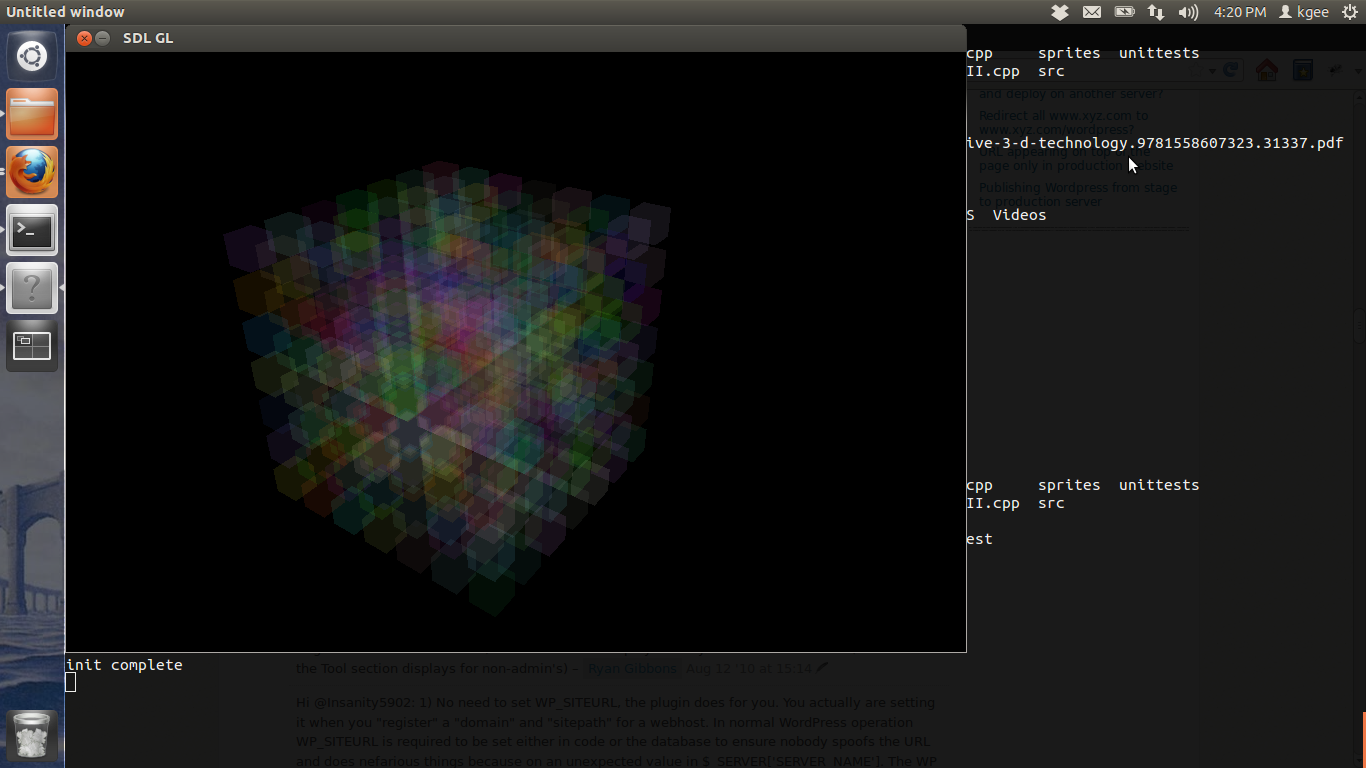 Untitled window
4:20 PM kgee
SDL GL
cpp sprites unittests
II.cpp src
and deploy on another server?
Redirect all www.xyz.com to
www.xyz.com/wordpress?
ive-3-d-technology.9781558607323.31337.pdf
URL appearing on top
page only in production website
Publishing Wordpress from stage
to production server
S Videos
cpp sprites unittests
II.cpp src
est
init complete
the Tool section displays for non-admin's) – Ryan Gibbons Aug 12 '10 at 15:14
Hi @Insanity5902: 1) No need to set WP_SITEURL, the plugin does for you. You actually are setting
it when you "register" a "domain" and "sitepath" for a webhost. In normal WordPress operation
WP_SITEURL is required to be set either in code or the database to ensure nobody spoofs the URL
and does nefarious things because on an unexpected value in $_SERVER['SERVER_NAME']. The WP